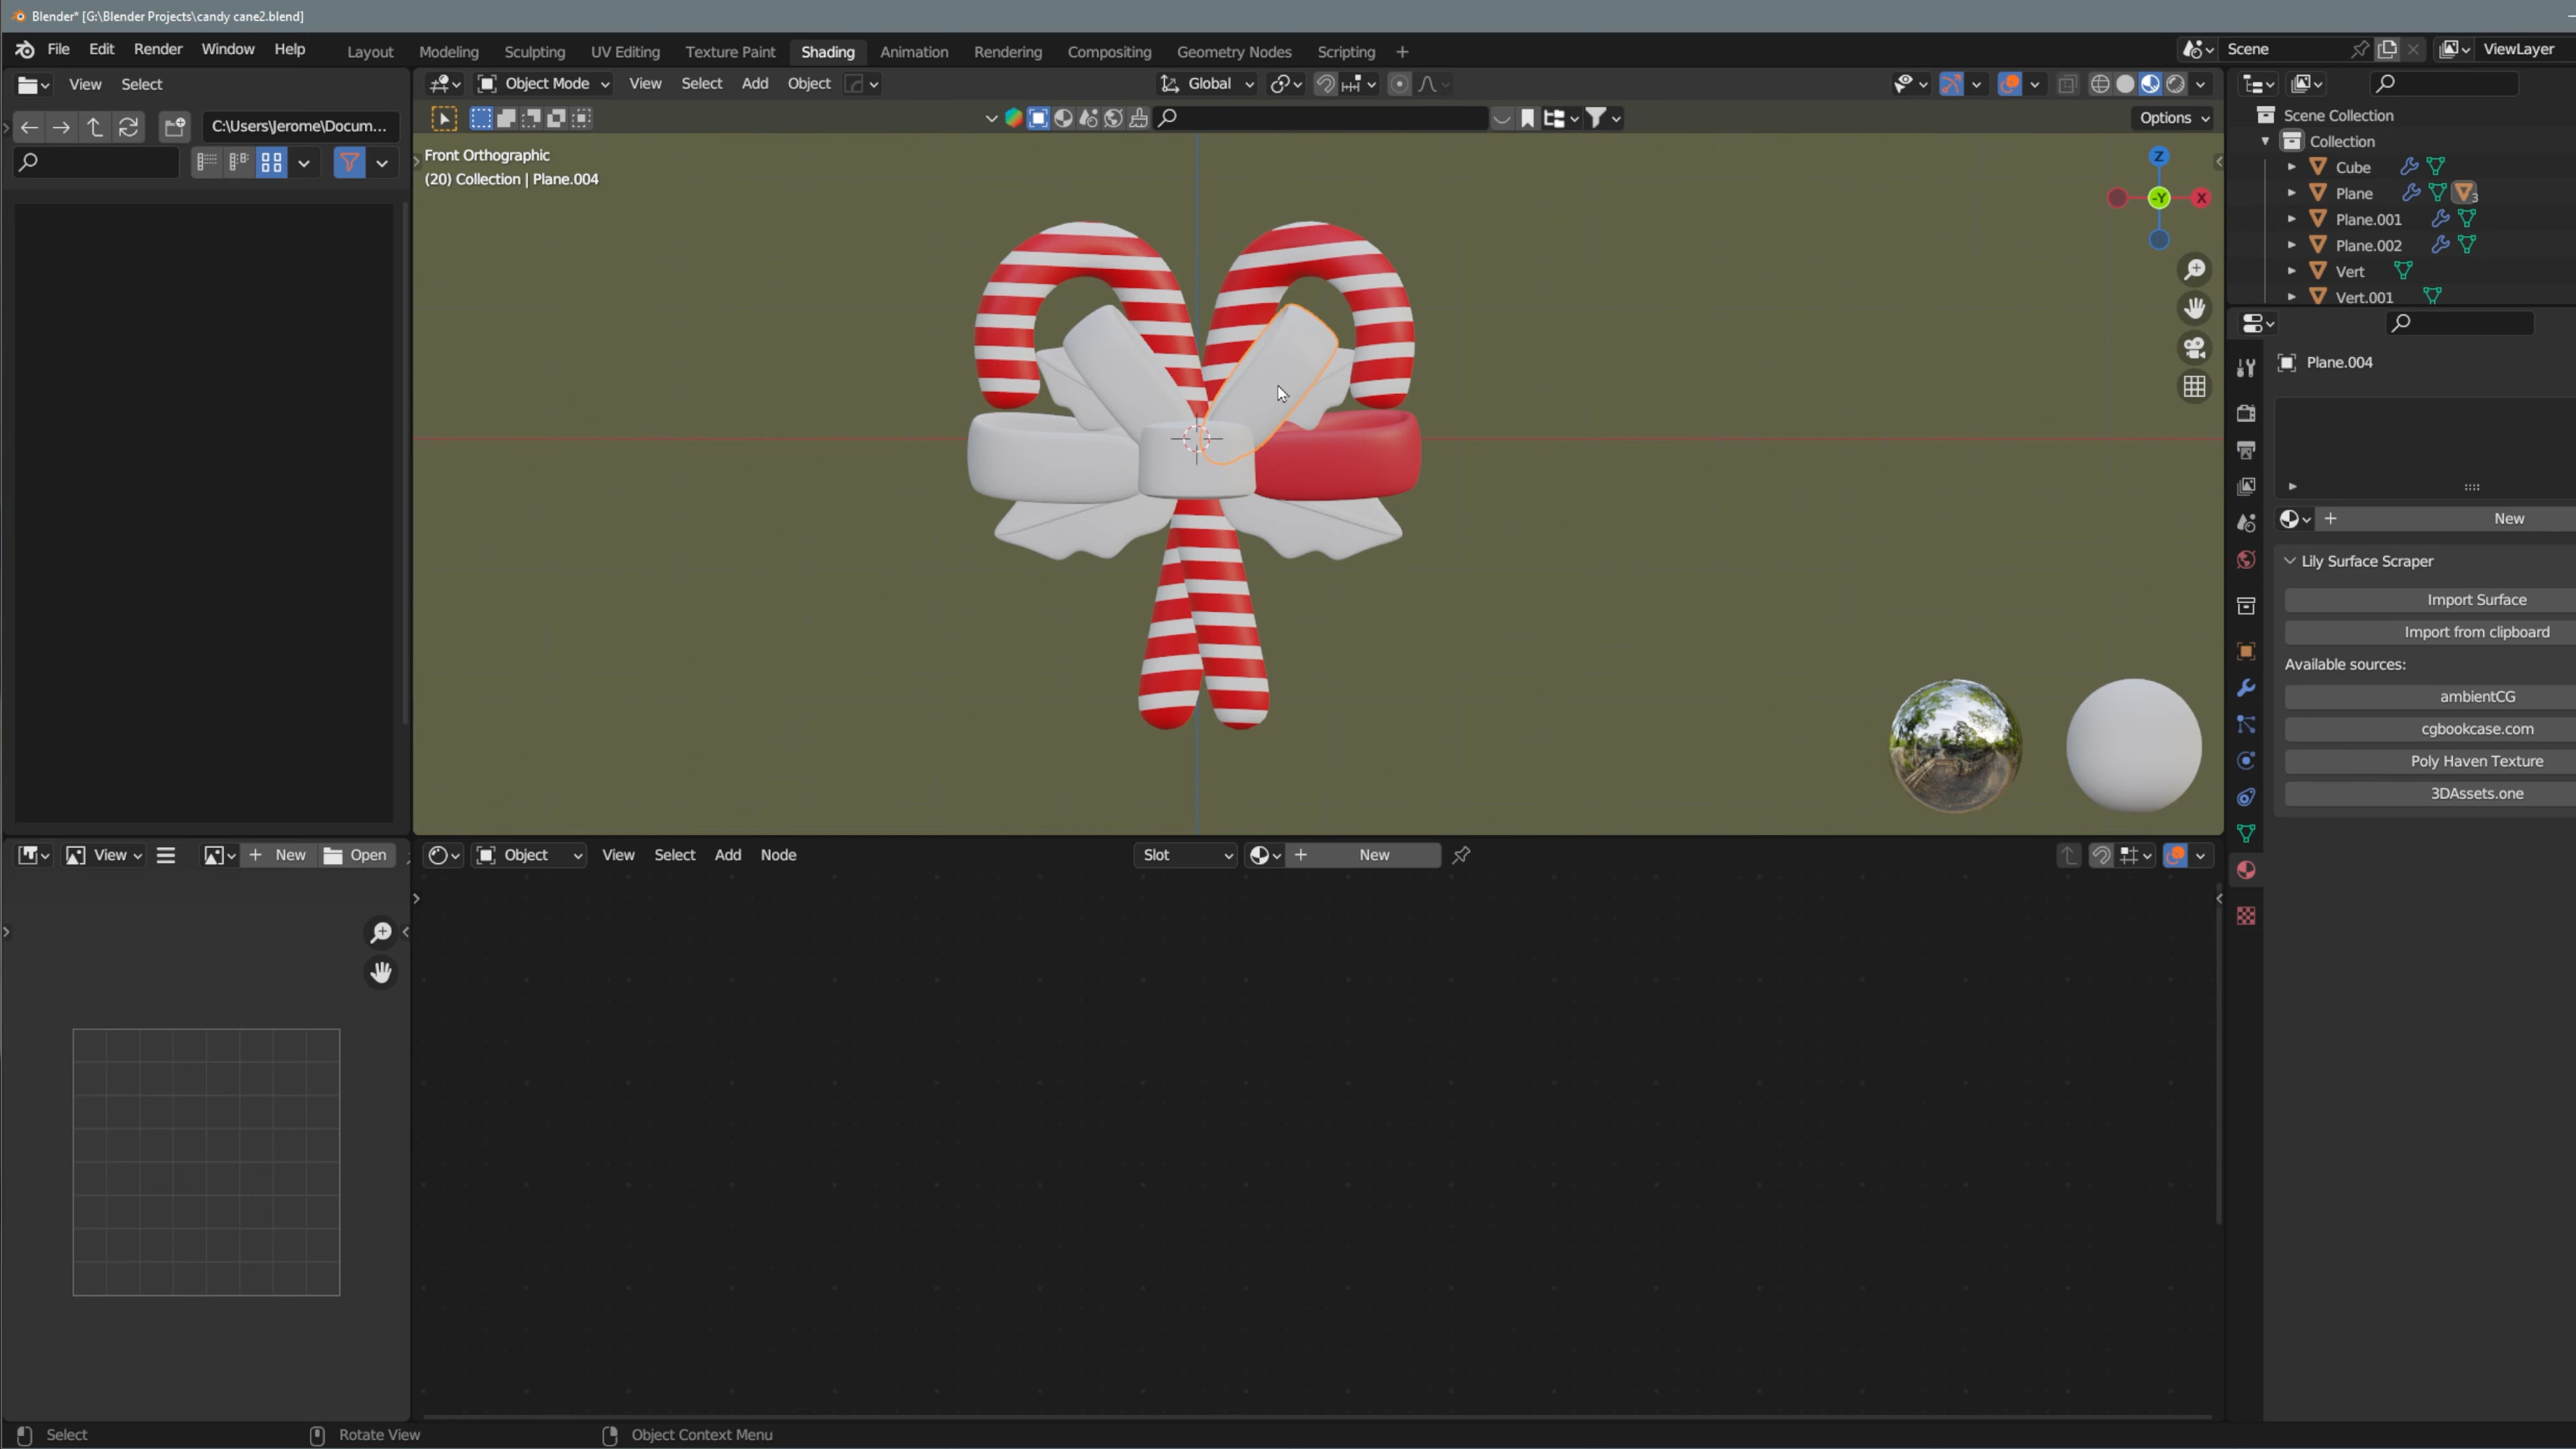 Blender* [G:\Blender Projects\candy cane2.blend]
File Edit Render Window Help Layout Modeling Sculpting UV Editing Texture Paint Shading Animation Rendering Compositing Geometry Nodes Scripting + Scene ViewLayer
View Select
Object Mode View Select Add Object Global
C:\Users\Jerome\Docum...
Options
Front Orthographic
(20) Collection | Plane.004
Z
-Y
X
Scene Collection
Collection
Cube
Plane 3
Plane.001
Plane.002
Vert
Vert.001
Plane.004
New
Lily Surface Scraper
Import Surface
Import from clipboard
Available sources:
ambientCG
cgbookcase.com
Poly Haven Texture
3DAssets.one
View New Open
Object View Select Add Node Slot New
Select Rotate View Object Context Menu